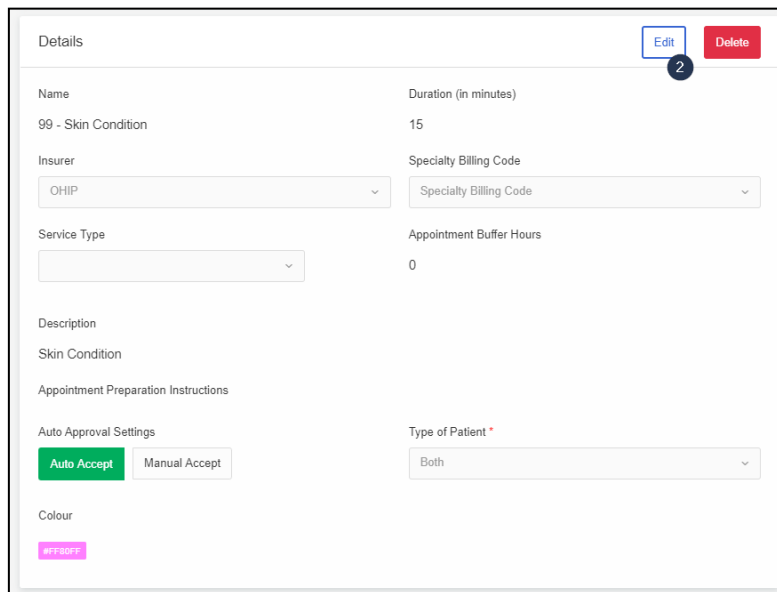 Details
Edit
Delete
2
Name
Duration (in minutes)
99 - Skin Condition
15
Insurer
Specialty Billing Code
OHIP
Specialty Billing Code
Service Type
Appointment Buffer Hours
0
Description
Skin Condition
Appointment Preparation Instructions
Auto Approval Settings
Type of Patient *
Auto Accept
Manual Accept
Both
Colour
#FF80FF